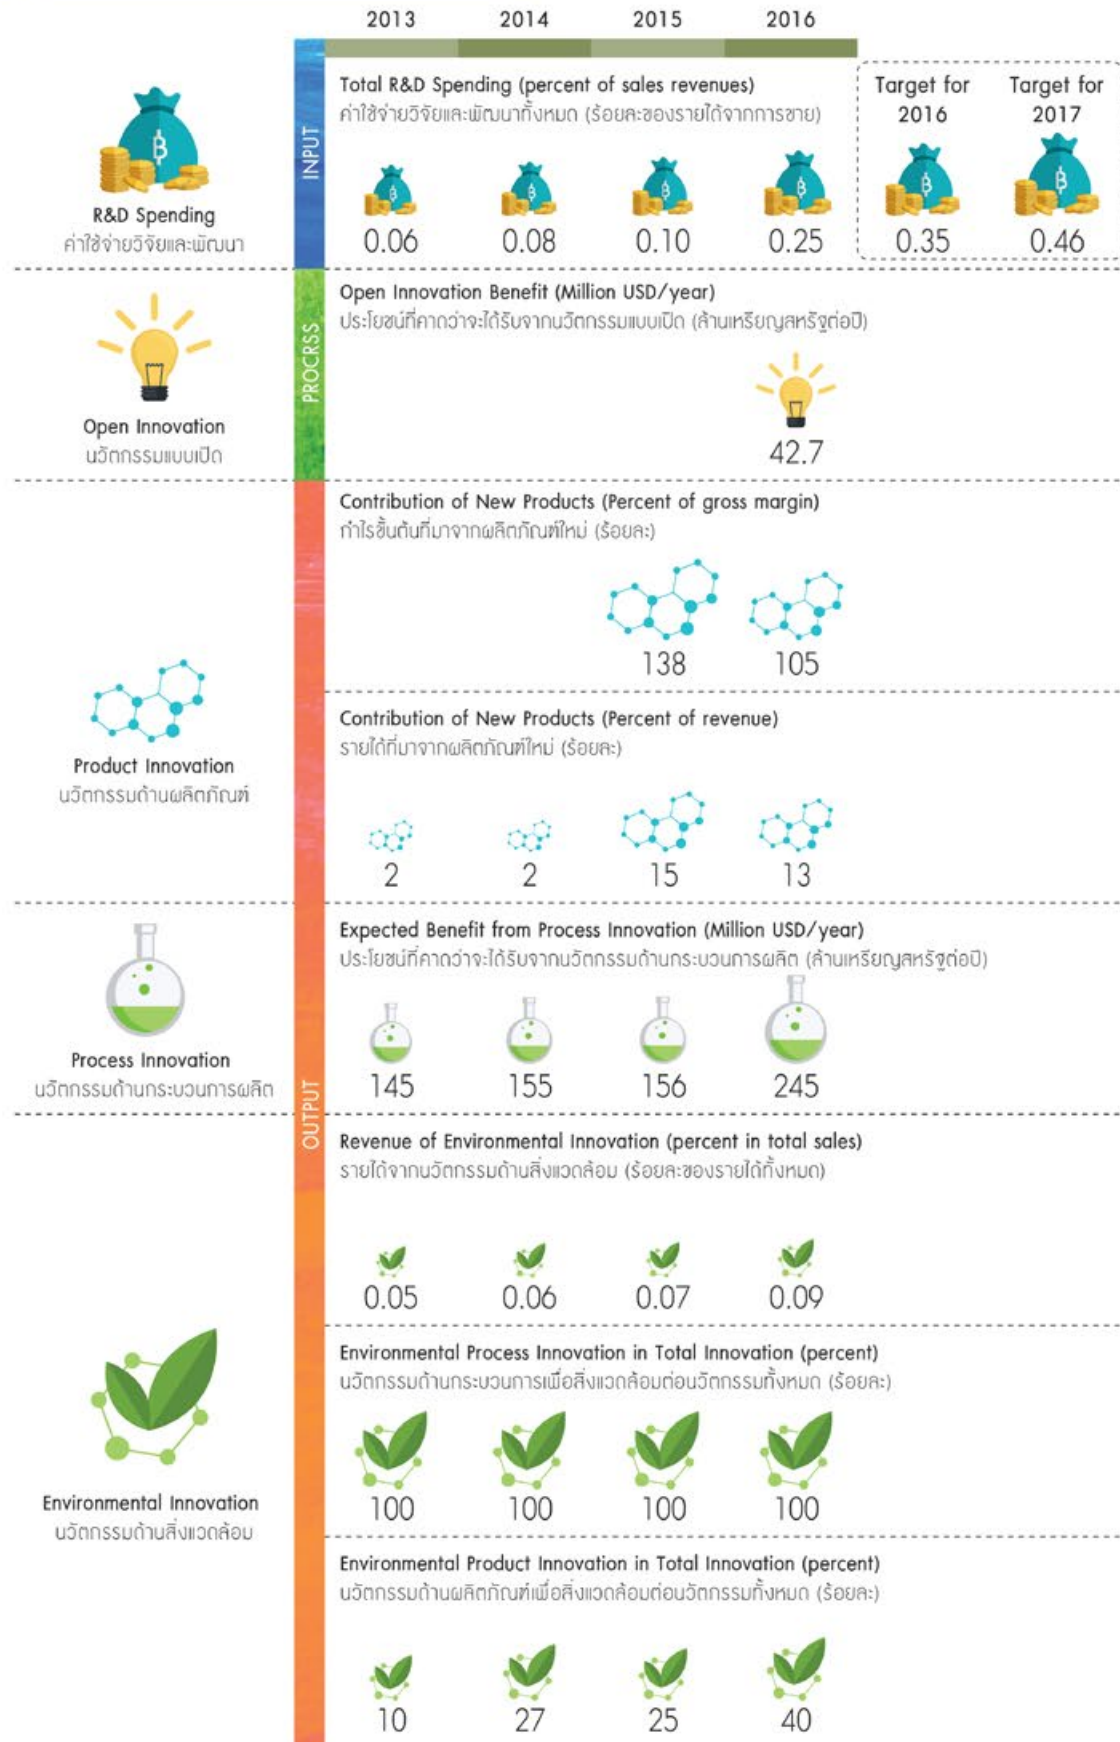 2013 2014 2015 2016
INPUT
R&D Spending
ค่าใช้จ่ายวิจัยและพัฒนา
Total R&D Spending (percent of sales revenues)
ค่าใช้จ่ายวิจัยและพัฒนาทั้งหมด (ร้อยละของรายได้จากการขาย)
0.06 0.08 0.10 0.25
Target for 2016
0.35
Target for 2017
0.46
PROCRSS
Open Innovation
นวัตกรรมแบบเปิด
Open Innovation Benefit (Million USD/year)
ประโยชน์ที่คาดว่าจะได้รับจากนวัตกรรมแบบเปิด (ล้านเหรียญสหรัฐต่อปี)
42.7
OUTPUT
Product Innovation
นวัตกรรมด้านผลิตภัณฑ์
Contribution of New Products (Percent of gross margin)
กำไรขั้นต้นที่มาจากผลิตภัณฑ์ใหม่ (ร้อยละ)
138 105
Contribution of New Products (Percent of revenue)
รายได้ที่มาจากผลิตภัณฑ์ใหม่ (ร้อยละ)
2 2 15 13
Process Innovation
นวัตกรรมด้านกระบวนการผลิต
Expected Benefit from Process Innovation (Million USD/year)
ประโยชน์ที่คาดว่าจะได้รับจากนวัตกรรมด้านกระบวนการผลิต (ล้านเหรียญสหรัฐต่อปี)
145 155 156 245
Environmental Innovation
นวัตกรรมด้านสิ่งแวดล้อม
Revenue of Environmental Innovation (percent in total sales)
รายได้จากนวัตกรรมด้านสิ่งแวดล้อม (ร้อยละของรายได้ทั้งหมด)
0.05 0.06 0.07 0.09
Environmental Process Innovation in Total Innovation (percent)
นวัตกรรมด้านกระบวนการเพื่อสิ่งแวดล้อมต่อนวัตกรรมทั้งหมด (ร้อยละ)
100 100 100 100
Environmental Product Innovation in Total Innovation (percent)
นวัตกรรมด้านผลิตภัณฑ์เพื่อสิ่งแวดล้อมต่อนวัตกรรมทั้งหมด (ร้อยละ)
10 27 25 40